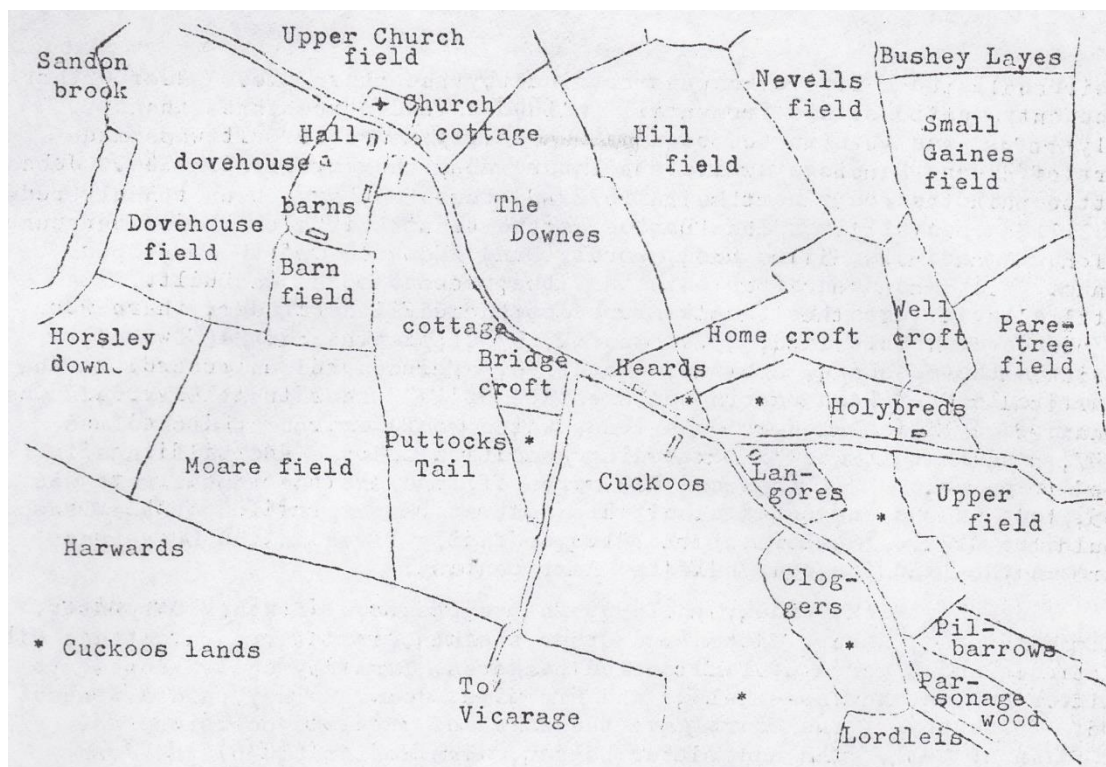 Upper Church
field
Sandon
brook
Bushey Layes
Nevells
field
Church
cottage
Hall
dovehouse
Hill
field
Small
Gaines
field
barns
The
Downes
Dovehouse
field
Barn
field
cottage
Well
croft
Home croft
Pare-
tree
field
Horsley
down.
Bridge
croft
Heards
Holybreds
Puttocks
Tail
Moare field
Cuckoos
Lan-
gores
Upper
field
Harwards
Clog-
gers
Pil-
barrows
* Cuckoos lands
To
Vicarage
Par-
sonage
wood
Lordleis